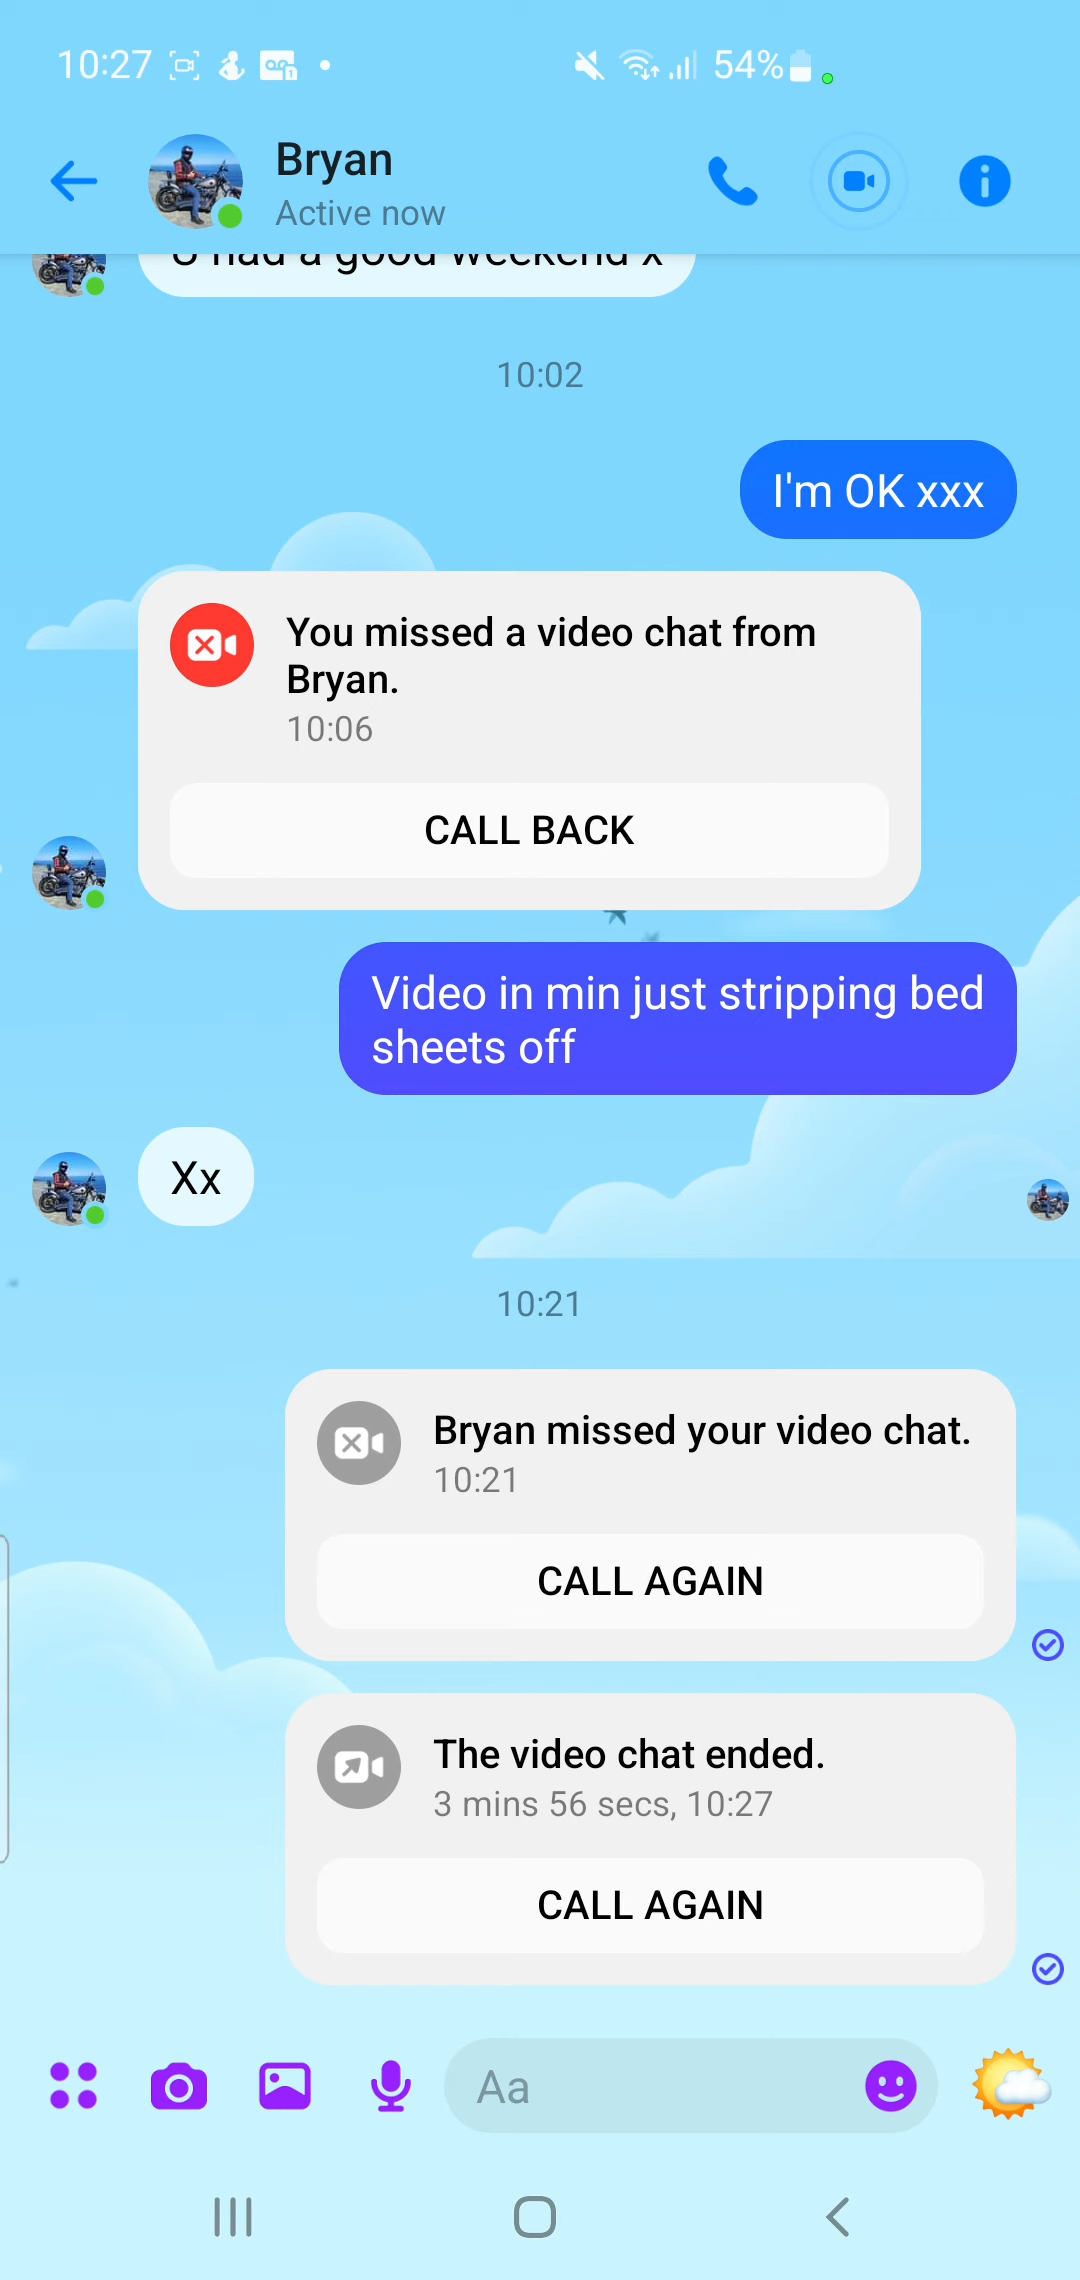 10:27
54%
Bryan
Active now
U had a good weekend x
10:02
I'm OK xxx
You missed a video chat from
Bryan.
10:06
CALL BACK
Video in min just stripping bed
sheets off
Xx
10:21
Bryan missed your video chat.
10:21
CALL AGAIN
The video chat ended.
3 mins 56 secs, 10:27
CALL AGAIN
Aa